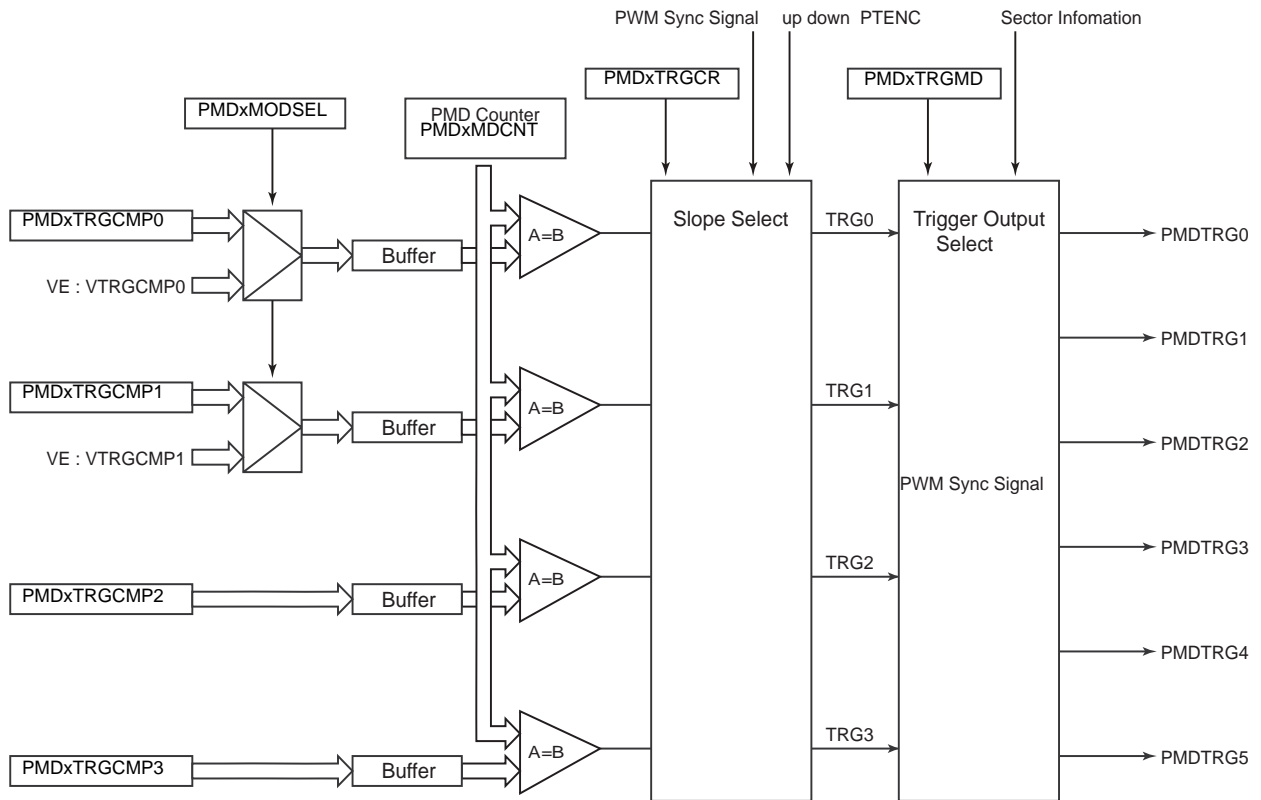 PWM Sync Signal
up down PTENC
Sector Infomation
PMDxTRGCR
PMDxTRGMD
PMDxMODSEL
PMD Counter
PMDxMDCNT
PMDxTRGCMP0
VE : VTRGCMP0
Buffer
A=B
Slope Select
TRG0
Trigger Output
Select
PMDTRG0
PMDTRG1
PMDxTRGCMP1
VE : VTRGCMP1
Buffer
A=B
TRG1
PMDTRG2
PWM Sync Signal
PMDTRG3
PMDxTRGCMP2
Buffer
A=B
TRG2
PMDTRG4
PMDxTRGCMP3
Buffer
A=B
TRG3
PMDTRG5